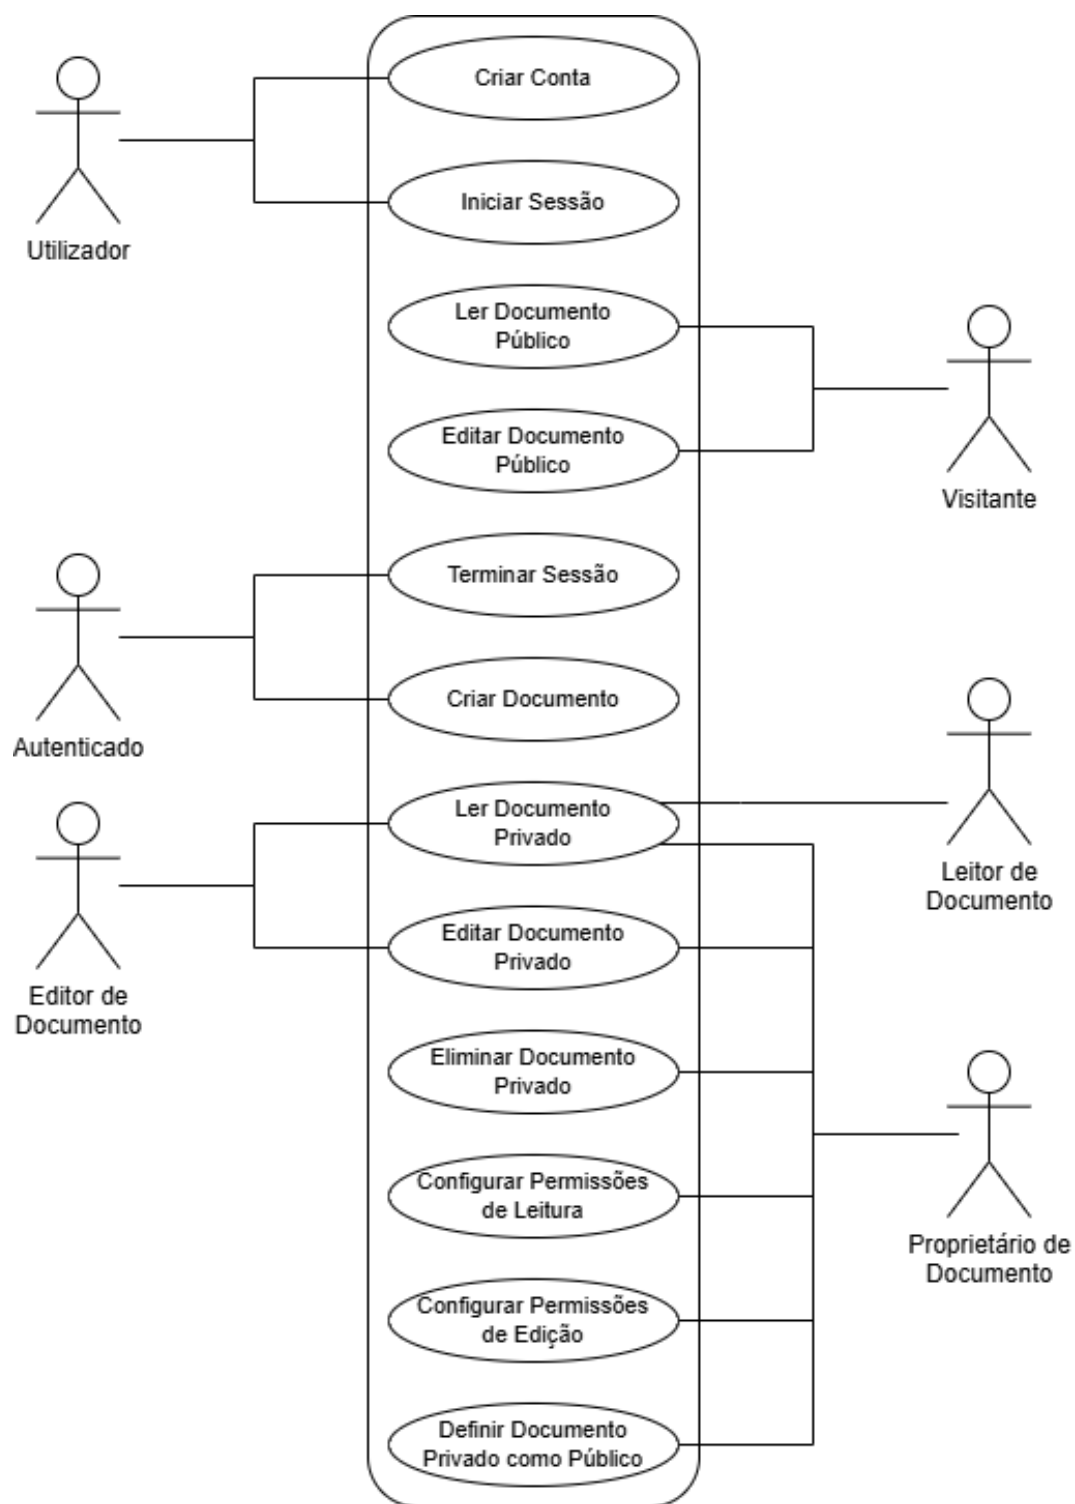 Criar Conta
Utilizador
Iniciar Sessão
Ler Documento
Público
Editar Documento
Público
Visitante
Terminar Sessão
Autenticado
Criar Documento
Ler Documento
Privado
Leitor de
Documento
Editar Documento
Privado
Editor de
Documento
Eliminar Documento
Privado
Configurar Permissões
de Leitura
Proprietário de
Documento
Configurar Permissões
de Edição
Definir Documento
Privado como Público